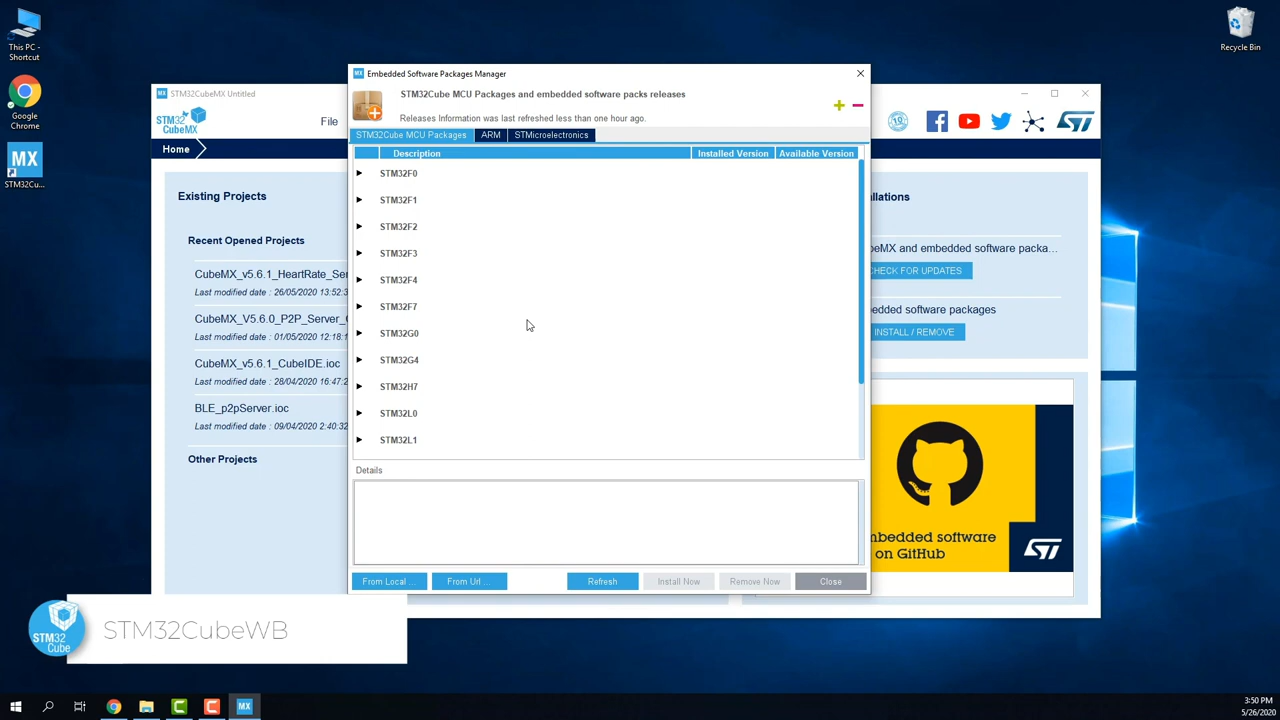 This PC -
Shortcut
Google
Chrome
MX
STM32Cu...
Recycle Bin
MX STM32CubeMX Untitled
STM32
CubeMX
File
Home
Existing Projects
Recent Opened Projects
CubeMX_v5.6.1_HeartRate_Ser
Last modified date : 26/05/2020 13:52:3
CubeMX_V5.6.0_P2P_Server_C
Last modified date : 01/05/2020 12:18:1
CubeMX_v5.6.1_CubeIDE.ioc
Last modified date : 28/04/2020 16:47:2
BLE_p2pServer.ioc
Last modified date : 09/04/2020 2:40:32
Other Projects
MX Embedded Software Packages Manager
STM32Cube MCU Packages and embedded software packs releases
Releases Information was last refreshed less than one hour ago.
STM32Cube MCU Packages ARM STMicroelectronics
Description Installed Version Available Version
STM32F0
STM32F1
STM32F2
STM32F3
STM32F4
STM32F7
STM32G0
STM32G4
STM32H7
STM32L0
STM32L1
Details
From Local ... From Url ... Refresh Install Now Remove Now Close
allations
eMX and embedded software packa...
CHECK FOR UPDATES
edded software packages
INSTALL / REMOVE
mbedded software
on GitHub
STM32
Cube
STM32CubeWB
MX
3:50 PM
5/26/2020